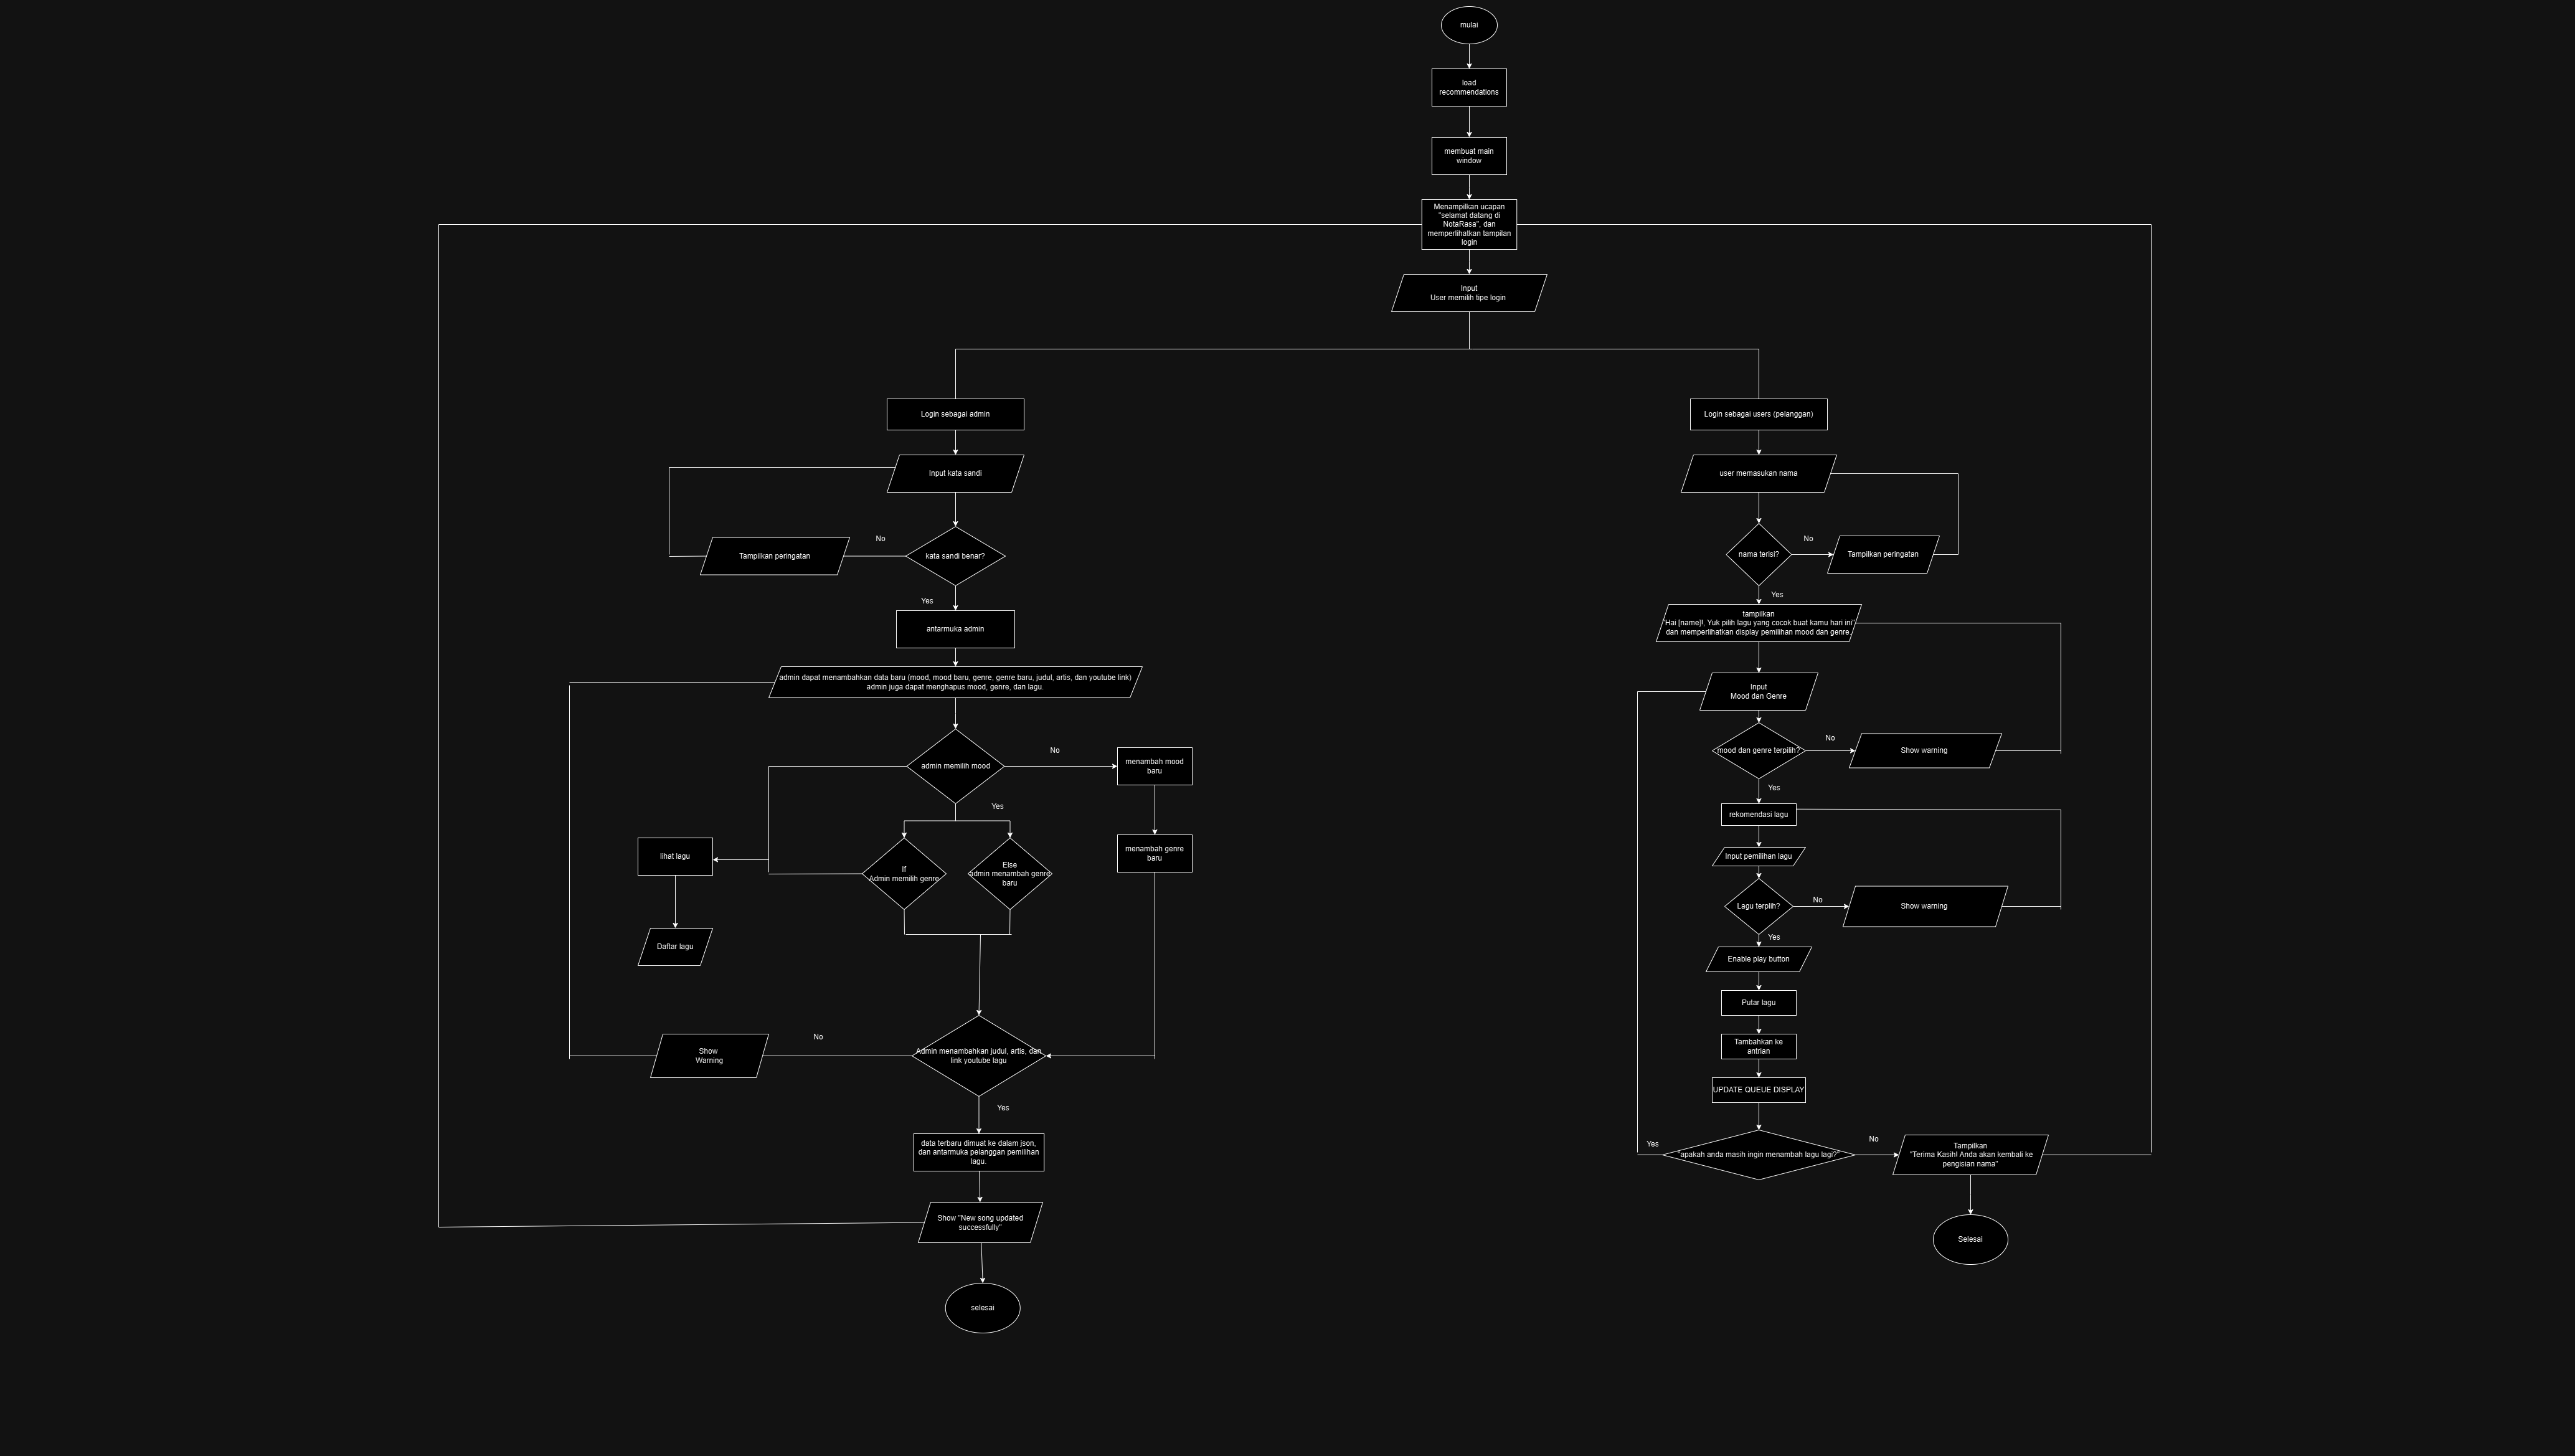 mulai
load
recommendations
membuat main
window
Menampilkan ucapan
"selamat datang di
NotaRasa", dan
memperlihatkan tampilan
login
Input
User memilih tipe login
Login sebagai admin
Input kata sandi
No
Tampilkan peringatan
kata sandi benar?
Yes
antarmuka admin
admin dapat menambahkan data baru (mood, mood baru, genre, genre baru, judul, artis, dan youtube link)
admin juga dapat menghapus mood, genre, dan lagu.
admin memilih mood
No
menambah mood
baru
Yes
menambah genre
baru
lihat lagu
If
Admin memilih genre
Else
admin menambah genre
baru
Daftar lagu
Show
Warning
No
Admin menambahkan judul, artis, dan
link youtube lagu
Yes
data terbaru dimuat ke dalam json,
dan antarmuka pelanggan pemilihan
lagu.
Show "New song updated
successfully"
selesai
Login sebagai users (pelanggan)
user memasukan nama
nama terisi?
No
Tampilkan peringatan
Yes
tampilkan
"Hai [name]!, Yuk pilih lagu yang cocok buat kamu hari ini"
dan memperlihatkan display pemilihan mood dan genre
Input
Mood dan Genre
mood dan genre terpilih?
No
Show warning
Yes
rekomendasi lagu
Input pemilihan lagu
Lagu terplih?
No
Show warning
Yes
Enable play button
Putar lagu
Tambahkan ke
antrian
UPDATE QUEUE DISPLAY
Yes
"apakah anda masih ingin menambah lagu lagi?"
No
Tampilkan
"Terima Kasih! Anda akan kembali ke
pengisian nama"
Selesai